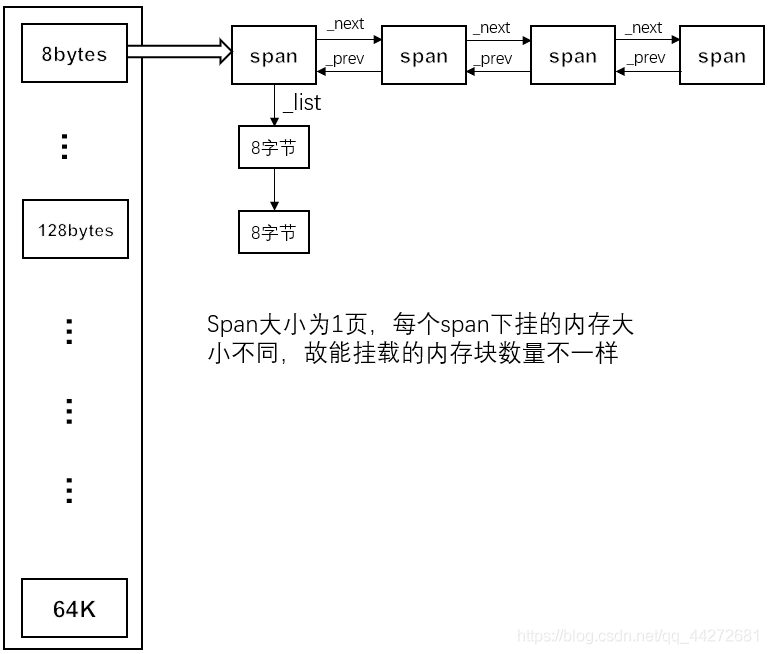 8bytes
span
_next
_prev
span
_next
_prev
span
_next
_prev
span
_list
8字节
128bytes
8字节
Span大小为1页，每个span下挂的内存大
小不同，故能挂载的内存块数量不一样
64K
https://blog.csdn.net/qq_44272681